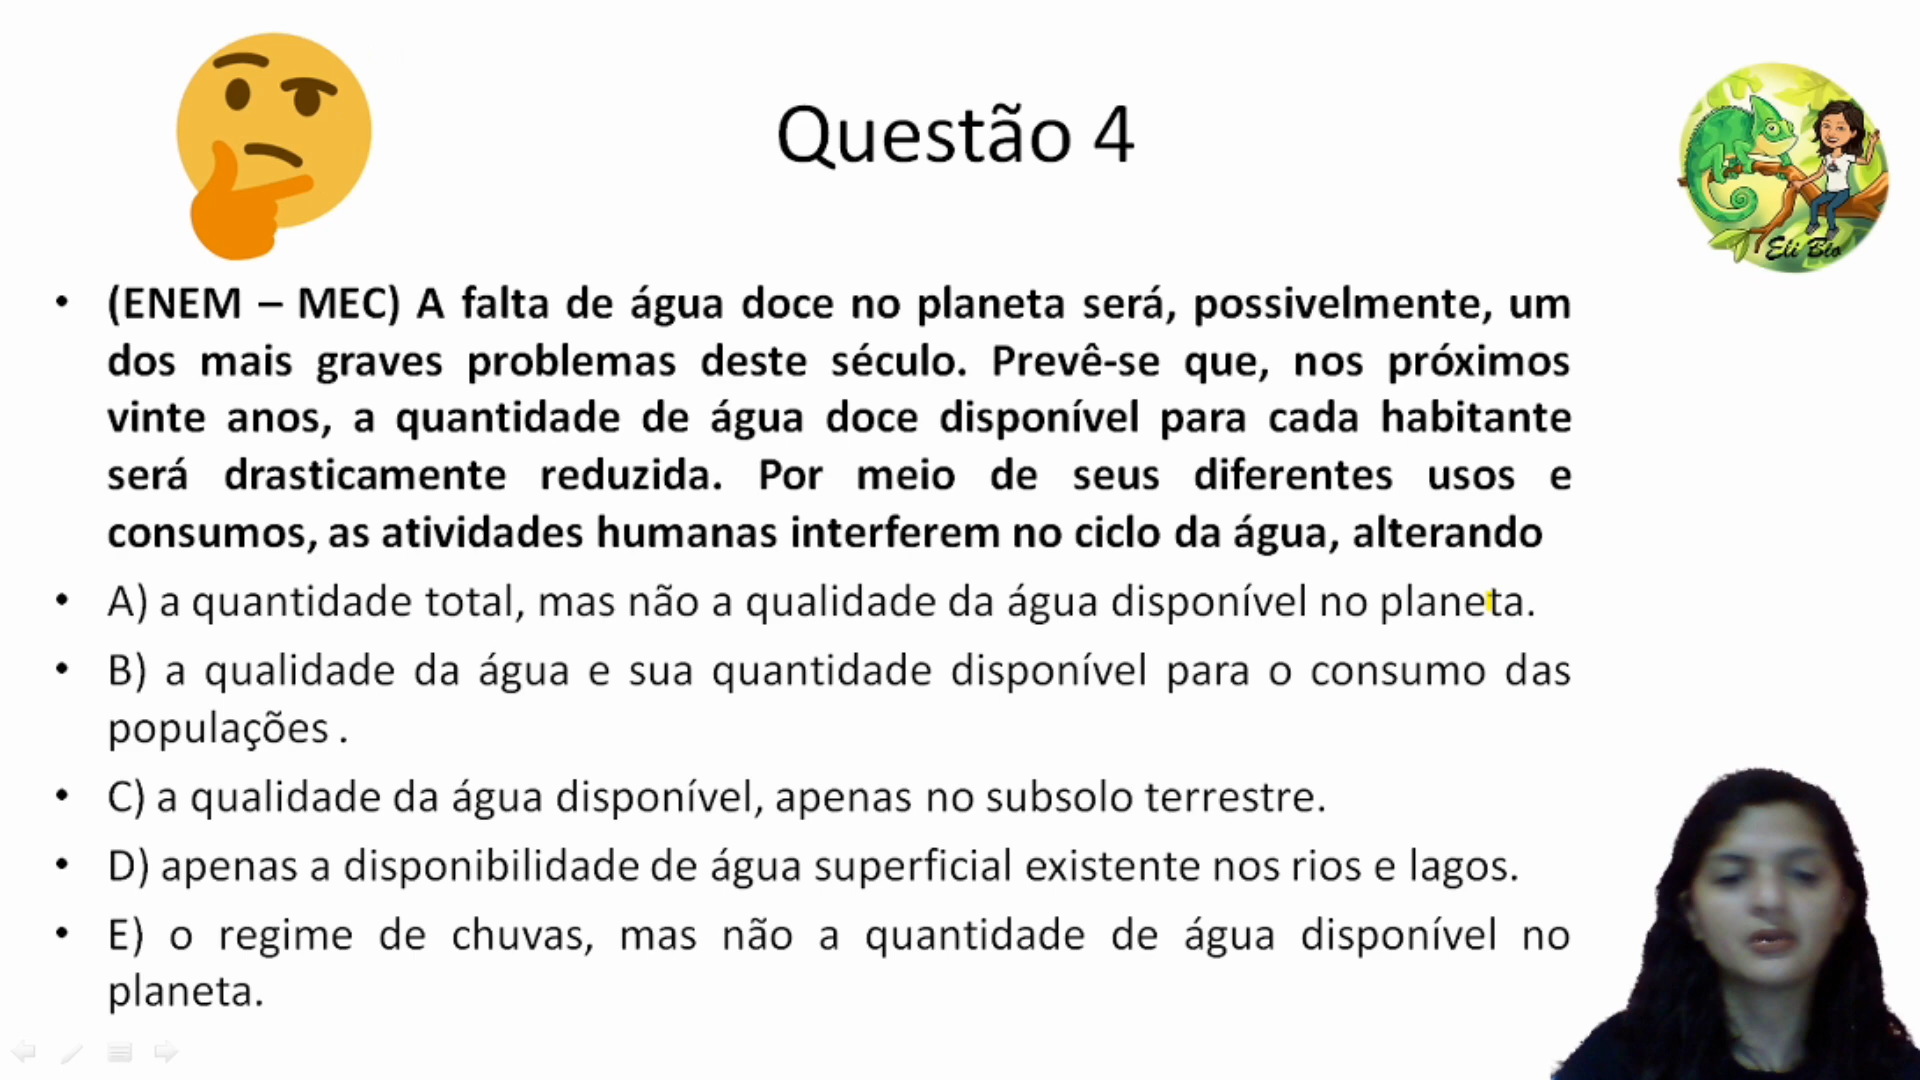 Questão 4
Eli Bio
• (ENEM – MEC) A falta de água doce no planeta será, possivelmente, um
dos mais graves problemas deste século. Prevê-se que, nos próximos
vinte anos, a quantidade de água doce disponível para cada habitante
será drasticamente reduzida. Por meio de seus diferentes usos e
consumos, as atividades humanas interferem no ciclo da água, alterando
• A) a quantidade total, mas não a qualidade da água disponível no planeta.
• B) a qualidade da água e sua quantidade disponível para o consumo das
populações .
• C) a qualidade da água disponível, apenas no subsolo terrestre.
• D) apenas a disponibilidade de água superficial existente nos rios e lagos.
• E) o regime de chuvas, mas não a quantidade de água disponível no
planeta.